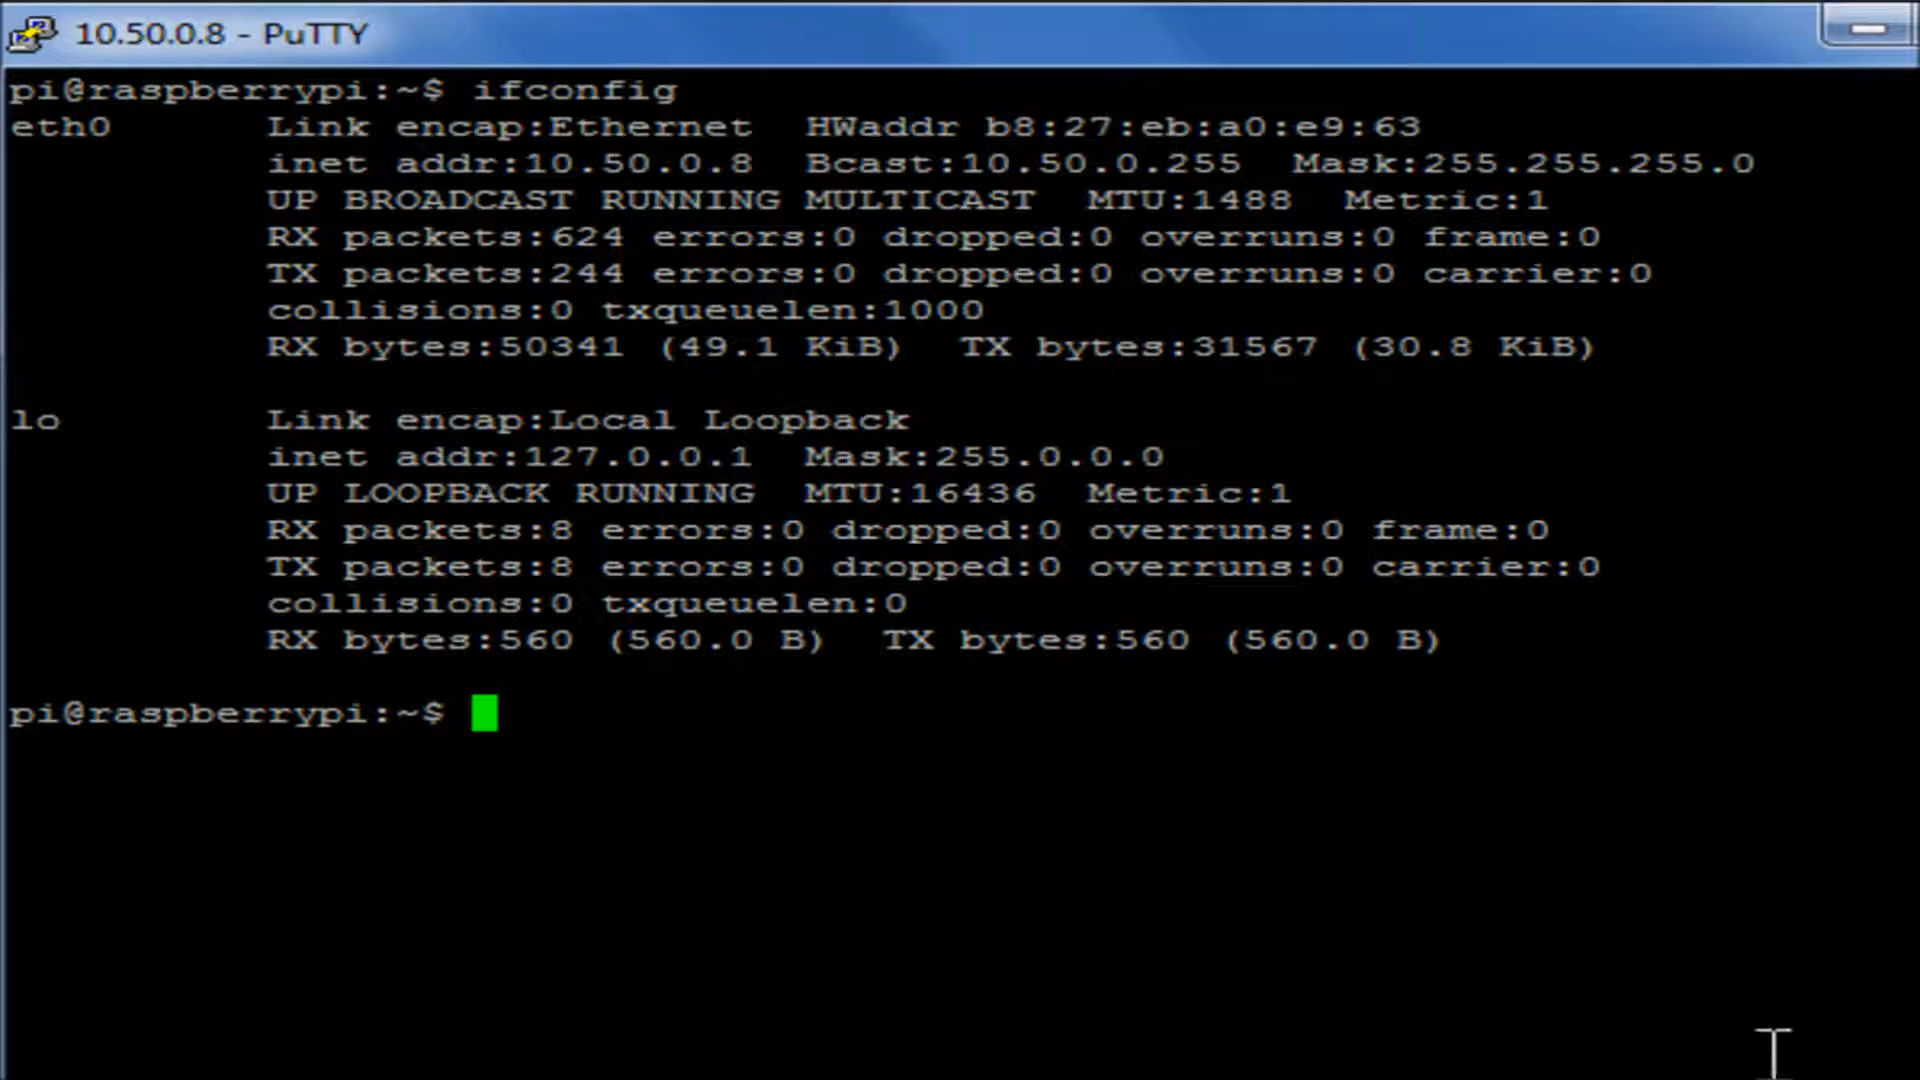 10.50.0.8 - PuTTY
pi@raspberrypi:~$ ifconfig
eth0 Link encap:Ethernet HWaddr b8:27:eb:a0:e9:63
inet addr:10.50.0.8 Bcast:10.50.0.255 Mask:255.255.255.0
UP BROADCAST RUNNING MULTICAST MTU:1488 Metric:1
RX packets:624 errors:0 dropped:0 overruns:0 frame:0
TX packets:244 errors:0 dropped:0 overruns:0 carrier:0
collisions:0 txqueuelen:1000
RX bytes:50341 (49.1 KiB) TX bytes:31567 (30.8 KiB)
lo Link encap:Local Loopback
inet addr:127.0.0.1 Mask:255.0.0.0
UP LOOPBACK RUNNING MTU:16436 Metric:1
RX packets:8 errors:0 dropped:0 overruns:0 frame:0
TX packets:8 errors:0 dropped:0 overruns:0 carrier:0
collisions:0 txqueuelen:0
RX bytes:560 (560.0 B) TX bytes:560 (560.0 B)
pi@raspberrypi:~$